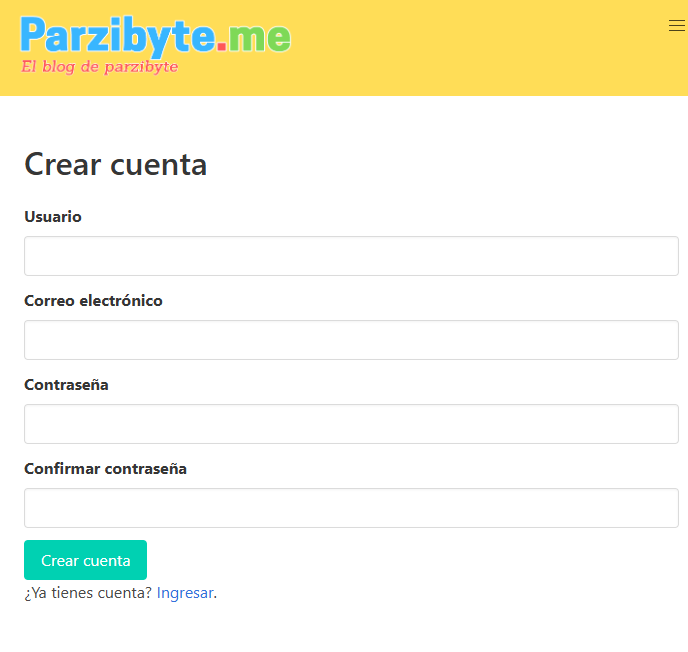 Parzibyte.me
El blog de parzibyte
Crear cuenta
Usuario
Correo electrónico
Contraseña
Confirmar contraseña
Crear cuenta
¿Ya tienes cuenta? Ingresar.